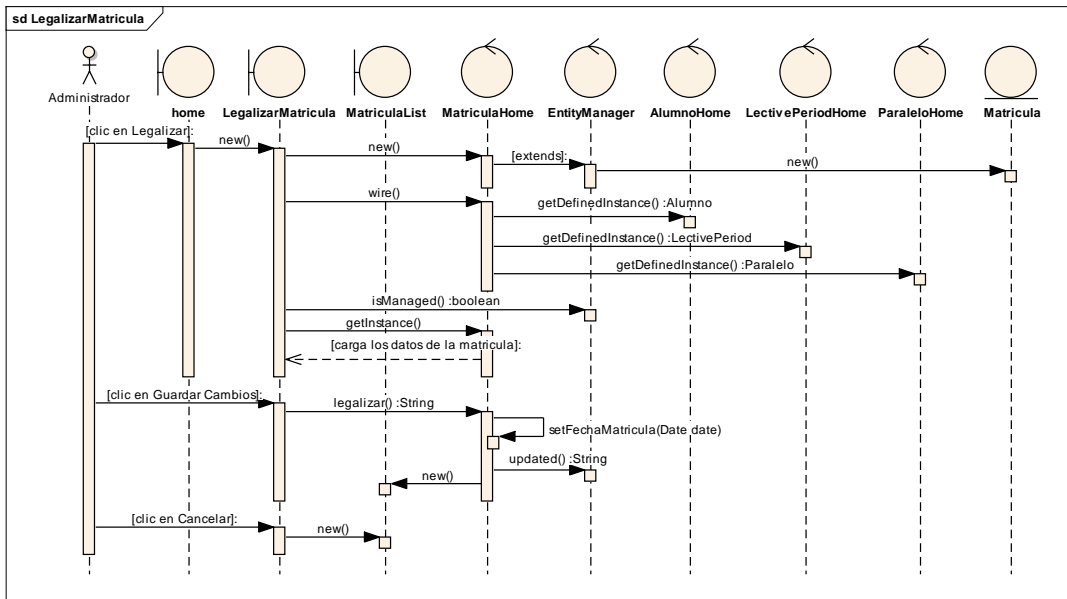 sd LegalizarMatricula
Administrador
home
LegalizarMatricula
MatriculaList
MatriculaHome
EntityManager
AlumnoHome
LectivePeriodHome
ParaleloHome
Matricula
[clic en Legalizar]:
new()
new()
[extends]:
new()
wire()
getDefinedInstance() :Alumno
getDefinedInstance() :LectivePeriod
getDefinedInstance() :Paralelo
isManaged() :boolean
getInstance()
[carga los datos de la matricula]:
[clic en Guardar Cambios]:
legalizar() :String
setFechaMatricula(Date date)
updated() :String
new()
[clic en Cancelar]:
new()